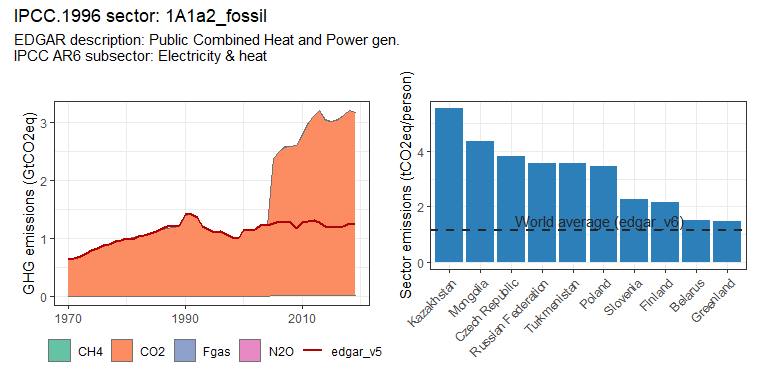 IPCC.1996 sector: 1A1a2_fossil
EDGAR description: Public Combined Heat and Power gen.
IPCC AR6 subsector: Electricity & heat
GHG emissions (GtCO2eq)
3
2
1
0
1970
1990
2010
CH4
CO2
Fgas
N2O
edgar_v5
Sector emissions (tCO2eq/person)
4
2
0
World average (edgar_v6)
Kazakhstan
Mongolia
Czech Republic
Russian Federation
Turkmenistan
Poland
Slovenia
Finland
Belarus
Greenland